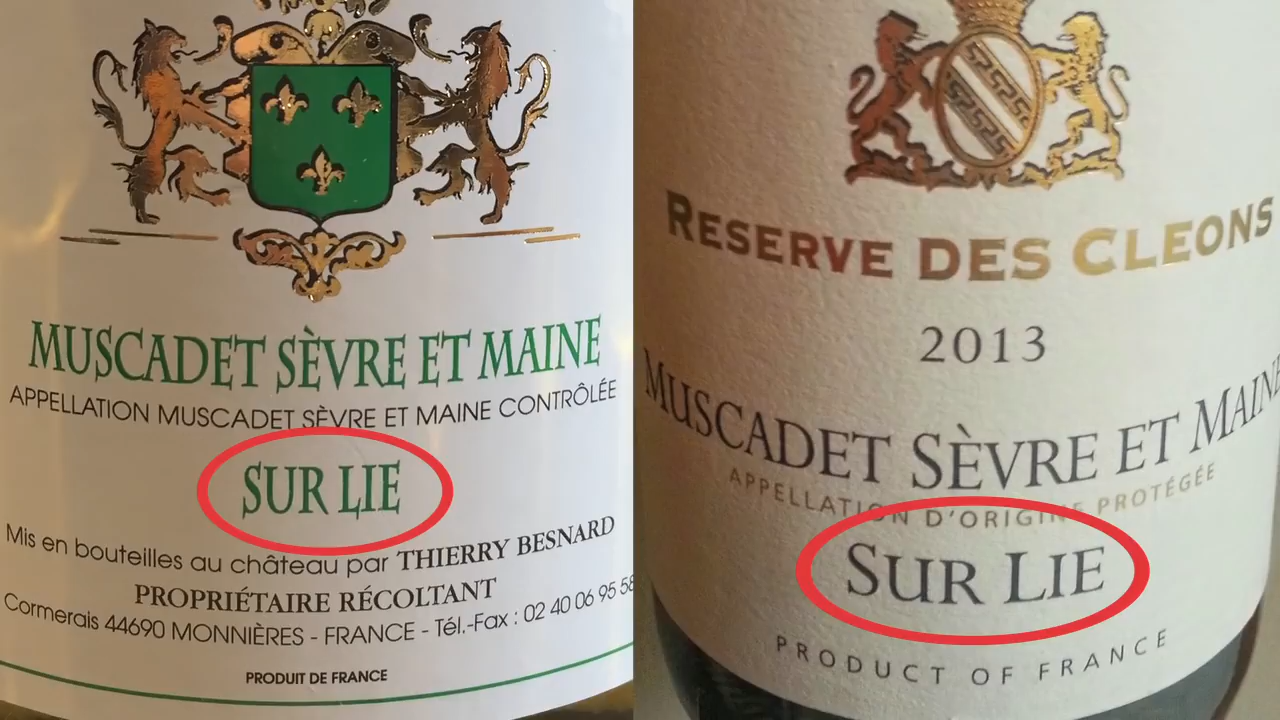 MUSCADET SÈVRE ET MAINE
APPELLATION MUSCADET SÈVRE ET MAINE CONTRÔLÉE
SUR LIE
Mis en bouteilles au château par THIERRY BESNARD
PROPRIÉTAIRE RÉCOLTANT
Cormerais 44690 MONNIÈRES - FRANCE - Tél.-Fax : 02 40 06 95 58
PRODUIT DE FRANCE
RESERVE DES CLEONS
2013
MUSCADET SÈVRE ET MAINE
APPELLATION D'ORIGINE PROTÉGÉE
SUR LIE
PRODUCT OF FRANCE